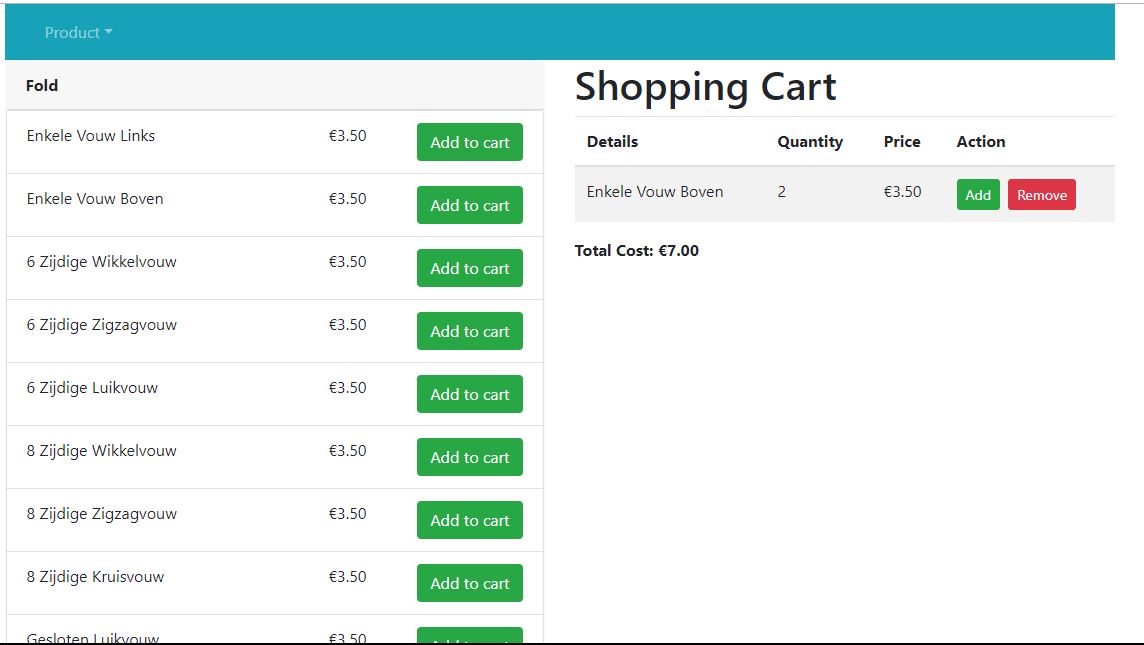 Product
Fold
Enkele Vouw Links €3.50 Add to cart
Enkele Vouw Boven €3.50 Add to cart
6 Zijdige Wikkelvouw €3.50 Add to cart
6 Zijdige Zigzagvouw €3.50 Add to cart
6 Zijdige Luikvouw €3.50 Add to cart
8 Zijdige Wikkelvouw €3.50 Add to cart
8 Zijdige Zigzagvouw €3.50 Add to cart
8 Zijdige Kruisvouw €3.50 Add to cart
Gesloten Luikvouw €3.50 Add to cart
Shopping Cart
Details Quantity Price Action
Enkele Vouw Boven 2 €3.50 Add Remove
Total Cost: €7.00